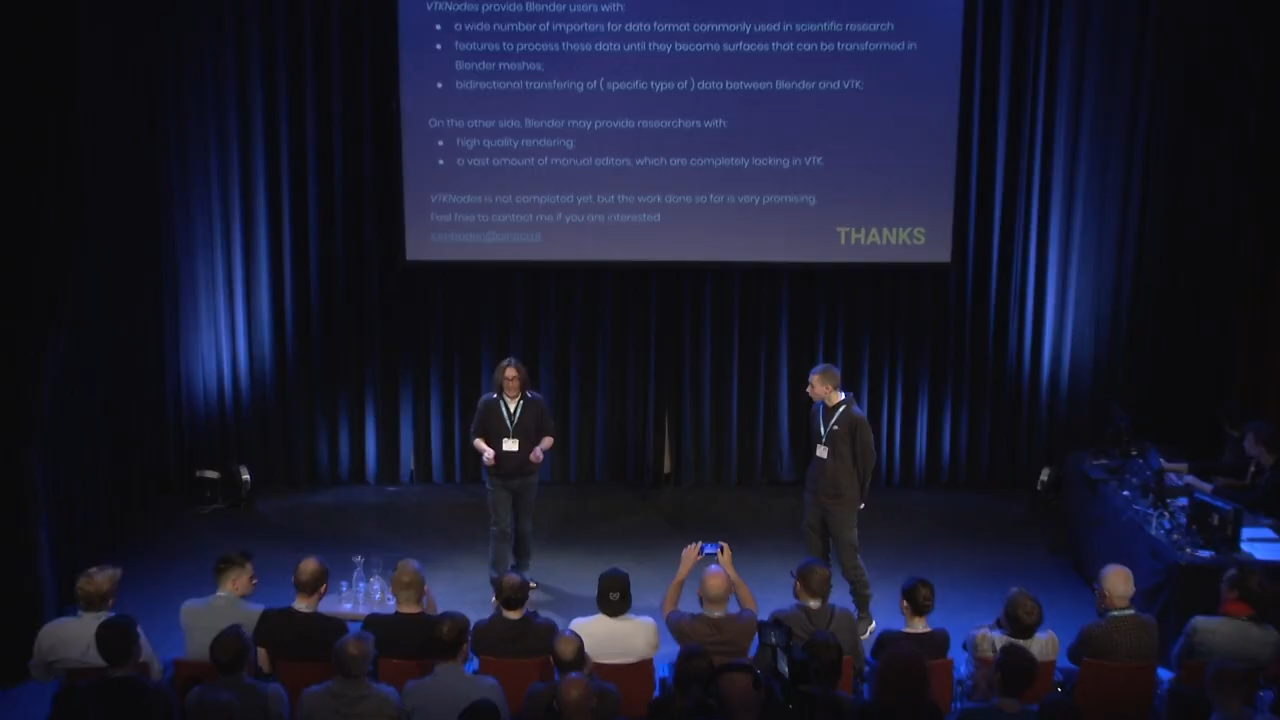 VTKNodes provide Blender users with:
a wide number of importers for data format commonly used in scientific research
features to process these data until they become surfaces that can be transformed in
Blender meshes;
bidirectional transfering of ( specific type of ) data between Blender and VTK;
On the other side, Blender may provide researchers with:
high quality rendering;
a vast amount of manual editors, which are completely lacking in VTK
VTKNodes is not completed yet, but the work done so far is very promising.
Feel free to contact me if you are interested
THANKS